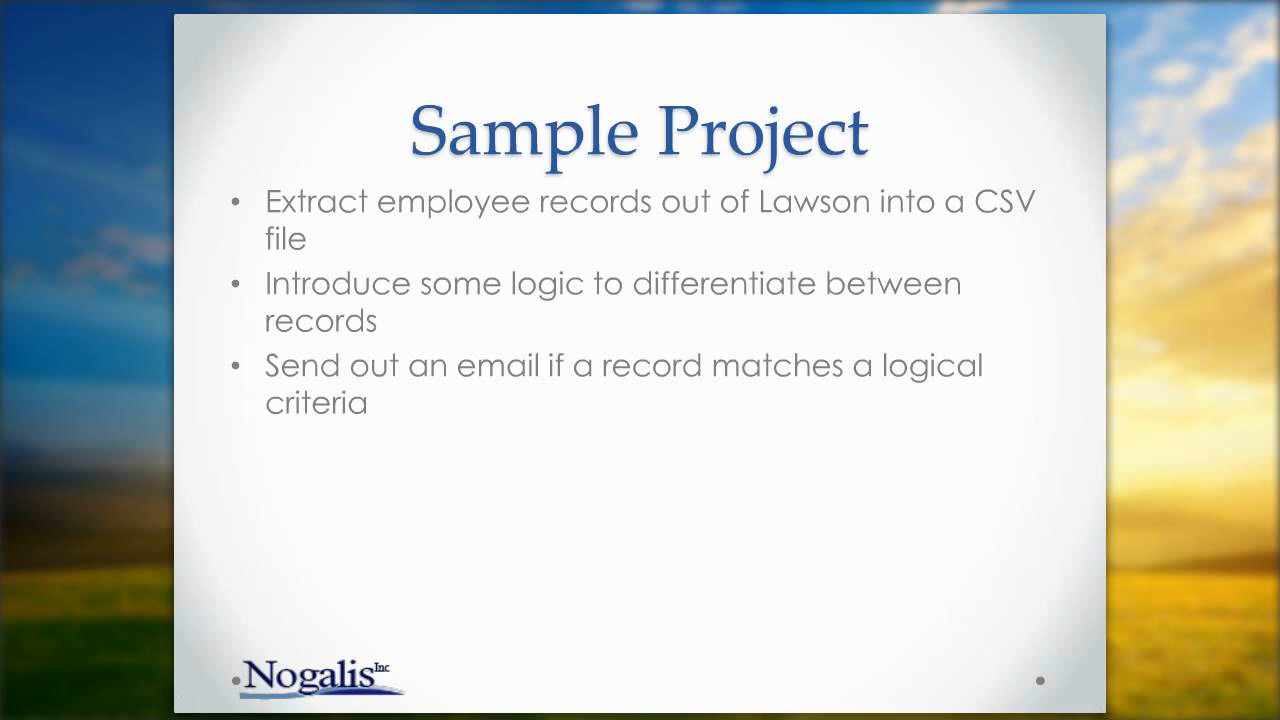 Sample Project
• Extract employee records out of Lawson into a CSV
file
• Introduce some logic to differentiate between
records
• Send out an email if a record matches a logical
criteria
Nogalis Inc